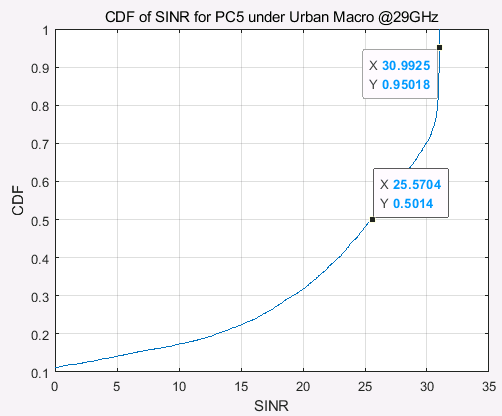 CDF of SINR for PC5 under Urban Macro @29GHz
1
0.9
0.8
0.7
0.6
0.5
0.4
0.3
0.2
0.1
CDF
X 30.9925
Y 0.95018
X 25.5704
Y 0.5014
0 5 10 15 20 25 30 35
SINR